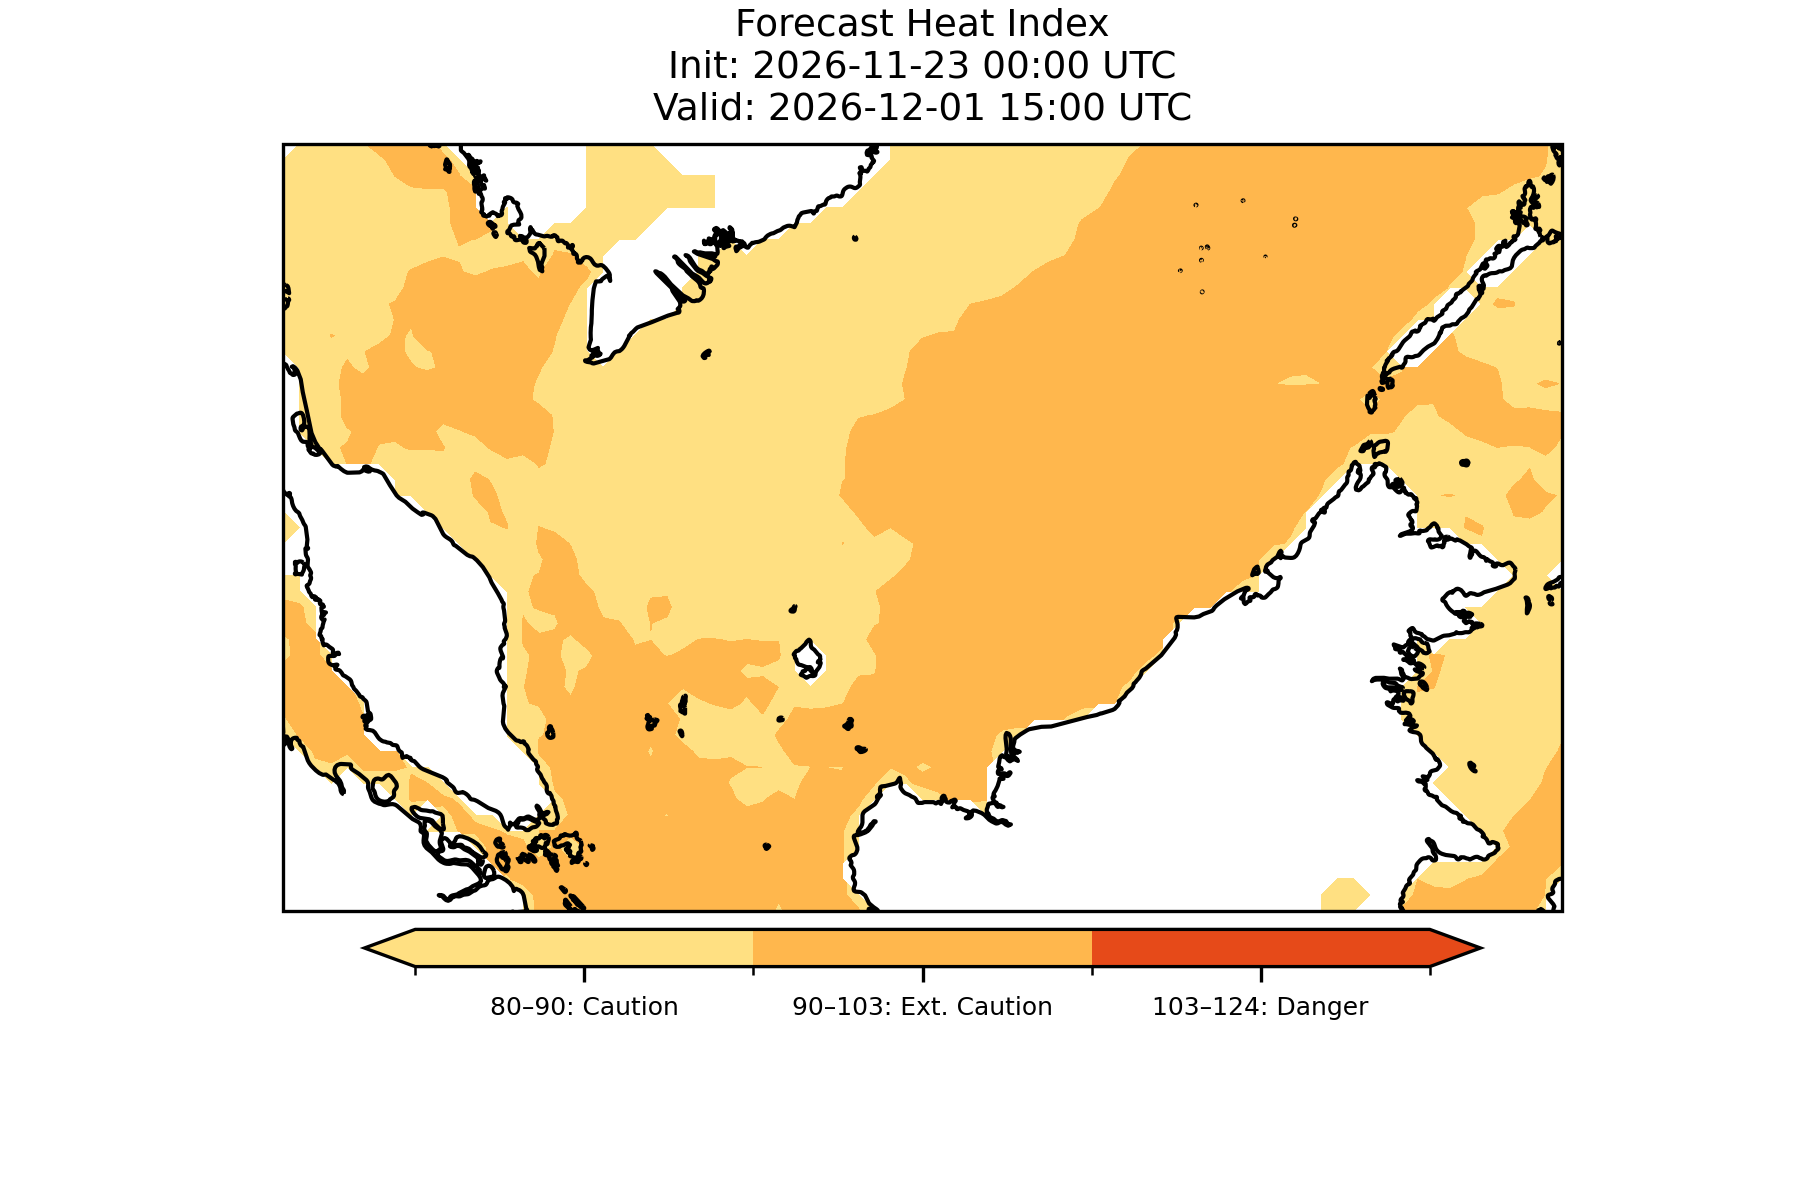 Forecast Heat Index
Init: 2026-11-23 00:00 UTC
Valid: 2026-12-01 15:00 UTC
80–90: Caution
90–103: Ext. Caution
103–124: Danger